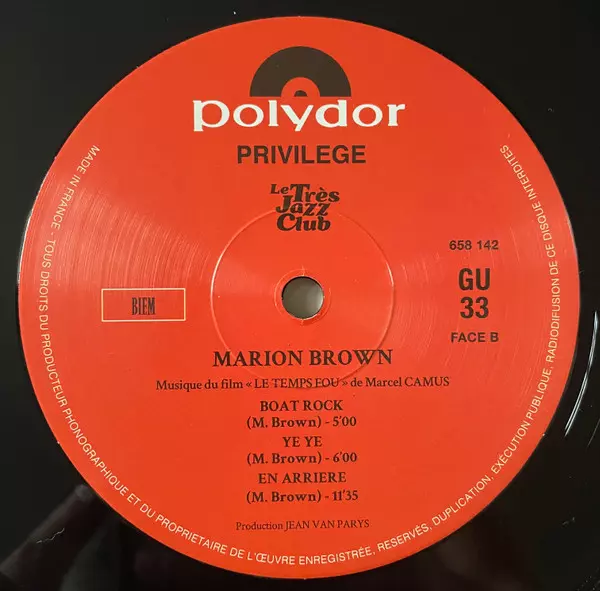 polydor
PRIVILEGE
Le Très
Jazz
Club
658 142
GU
33
FACE B
BIEM
MARION BROWN
Musique du film « LE TEMPS FOU » de Marcel CAMUS
BOAT ROCK
(M. Brown) - 5'00
YE YE
(M. Brown) - 6'00
EN ARRIERE
(M. Brown) - 11'35
Production JEAN VAN PARYS
MADE IN FRANCE · TOUS DROITS DU PRODUCTEUR PHONOGRAPHIQUE ET DU PROPRIETAIRE DE L'ŒUVRE ENREGISTRÉE, RESERVÉS, DUPLICATION, EXÉCUTION PUBLIQUE, RADIODIFUSION DE CE DISQUE INTERDITES